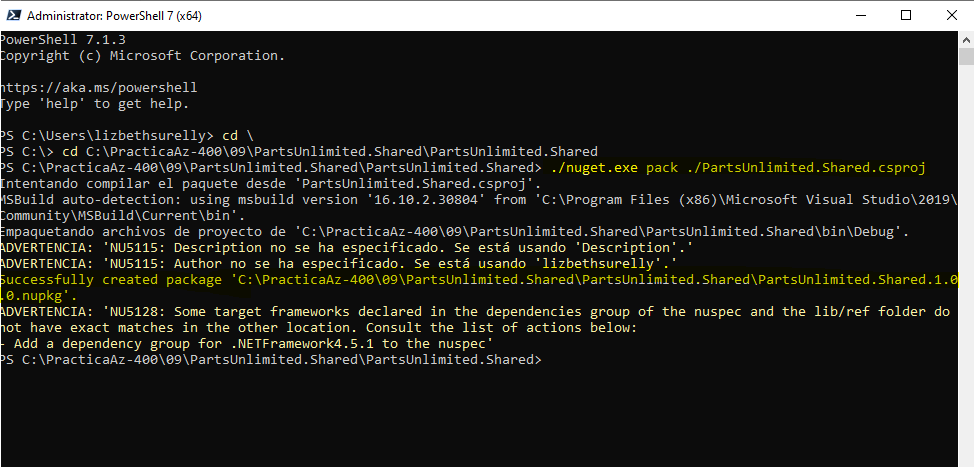 Administrator: PowerShell 7 (x64)
PowerShell 7.1.3
Copyright (c) Microsoft Corporation.
https://aka.ms/powershell
Type 'help' to get help.
PS C:\Users\lizbethsurelly> cd \
PS C:\> cd C:\PracticaAz-400\09\PartsUnlimited.Shared\PartsUnlimited.Shared
PS C:\PracticaAz-400\09\PartsUnlimited.Shared\PartsUnlimited.Shared> ./nuget.exe pack ./PartsUnlimited.Shared.csproj
Intentando compilar el paquete desde 'PartsUnlimited.Shared.csproj'.
MSBuild auto-detection: using msbuild version '16.10.2.30804' from 'C:\Program Files (x86)\Microsoft Visual Studio\2019\
Community\MSBuild\Current\bin'.
Empaquetando archivos de proyecto de 'C:\PracticaAz-400\09\PartsUnlimited.Shared\PartsUnlimited.Shared\bin\Debug'.
ADVERTENCIA: 'NU5115: Description no se ha especificado. Se está usando 'Description'.'
ADVERTENCIA: 'NU5115: Author no se ha especificado. Se está usando 'lizbethsurelly'.'
Successfully created package 'C:\PracticaAz-400\09\PartsUnlimited.Shared\PartsUnlimited.Shared\PartsUnlimited.Shared.1.0
.0.nupkg'.
ADVERTENCIA: 'NU5128: Some target frameworks declared in the dependencies group of the nuspec and the lib/ref folder do
not have exact matches in the other location. Consult the list of actions below:
- Add a dependency group for .NETFramework4.5.1 to the nuspec'
PS C:\PracticaAz-400\09\PartsUnlimited.Shared\PartsUnlimited.Shared>